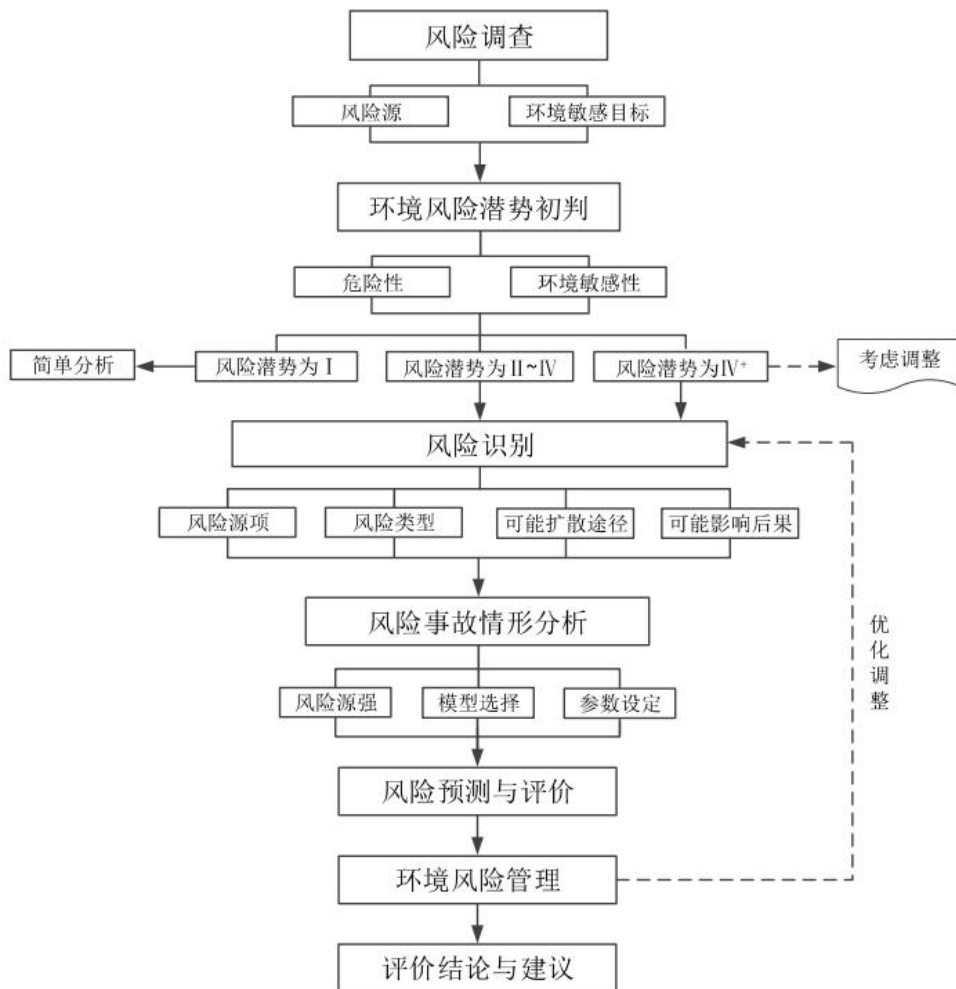 风险调查
风险源
环境敏感目标
环境风险潜势初判
危险性
环境敏感性
简单分析
风险潜势为Ⅰ
风险潜势为Ⅱ~Ⅳ
风险潜势为Ⅳ⁺
考虑调整
风险识别
风险源项
风险类型
可能扩散途径
可能影响后果
风险事故情形分析
优化调整
风险源强
模型选择
参数设定
风险预测与评价
环境风险管理
评价结论与建议